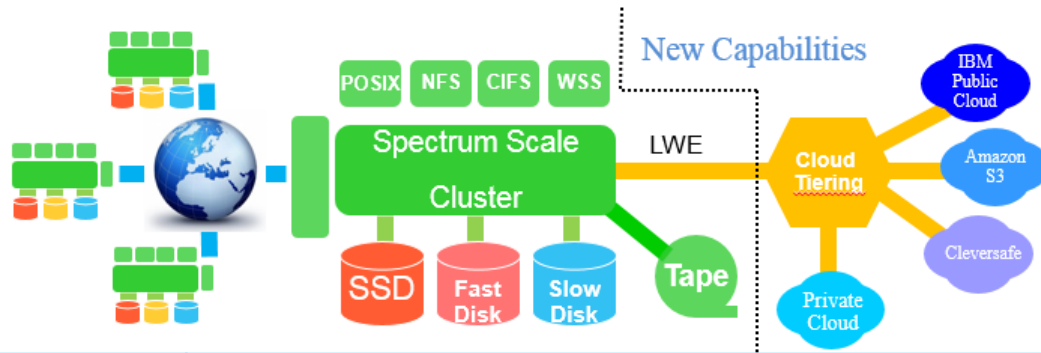 New Capabilities
POSIX
NFS
CIFS
WSS
Spectrum Scale
Cluster
LWE
Cloud
Tiering
IBM
Public
Cloud
Amazon
S3
Cleversafe
Private
Cloud
SSD
Fast
Disk
Slow
Disk
Tape